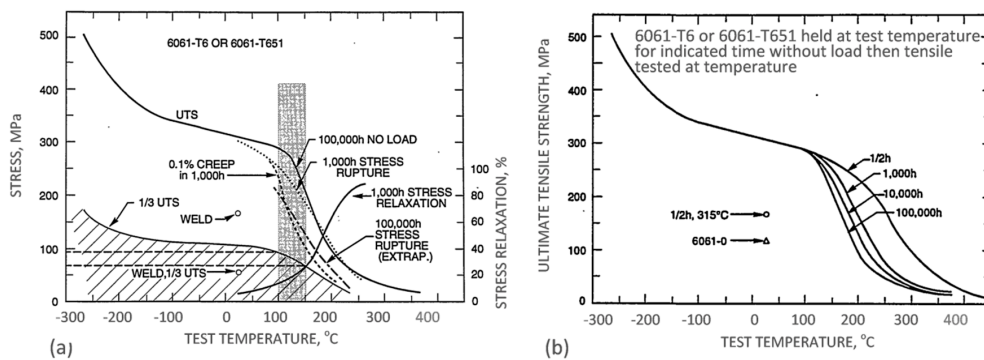 6061-T6 OR 6061-T651
500
400
300
200
100
0
STRESS, MPa
UTS
100,000h NO LOAD
0.1% CREEP
in 1,000h
1,000h STRESS
RUPTURE
1/3 UTS
WELD
1,000h STRESS
RELAXATION
100,000h
STRESS
RUPTURE
(EXTRAP.)
WELD,1/3 UTS
100
80
60
40
20
0
STRESS RELAXATION, %
-300 -200 -100 0 100 200 300 400
TEST TEMPERATURE, °C
(a)
6061-T6 or 6061-T651 held at test temperature
for indicated time without load then tensile
tested at temperature
500
400
300
200
100
0
ULTIMATE TENSILE STRENGTH, MPa
1/2h
1,000h
10,000h
100,000h
1/2h, 315°C
6061-0
-300 -200 -100 0 100 200 300 400
TEST TEMPERATURE, °C
(b)